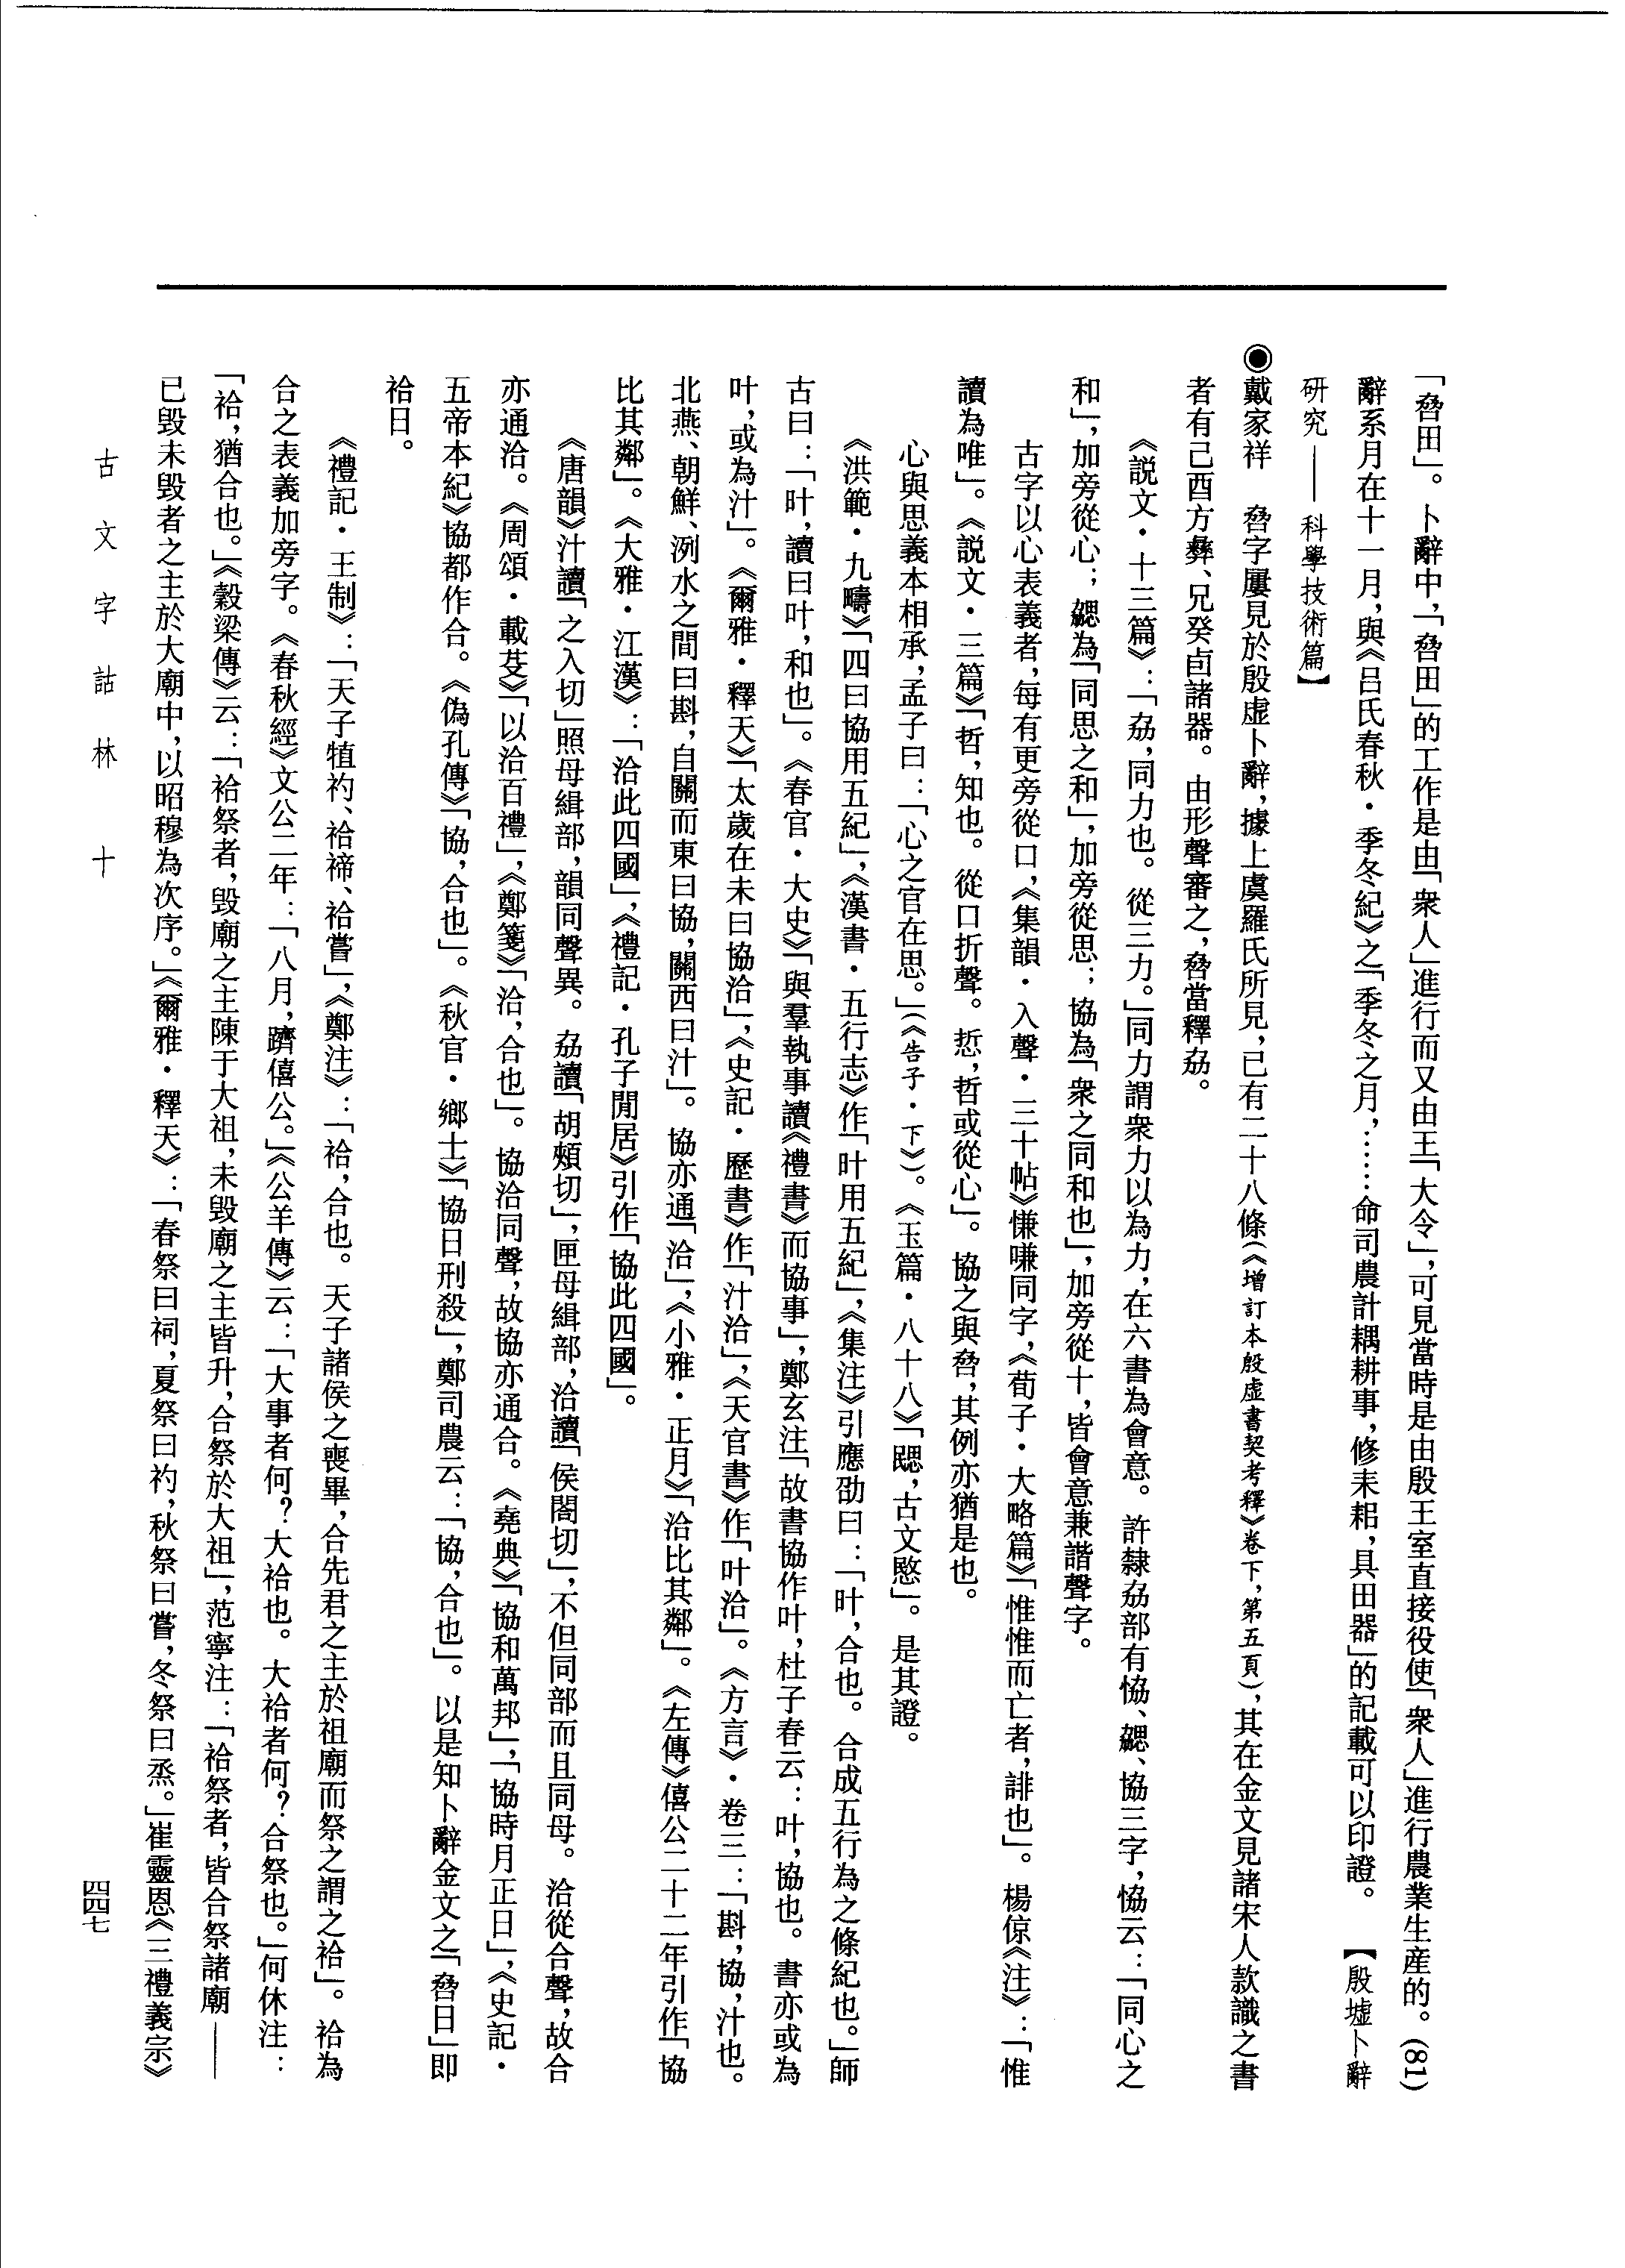 「旮田」。卜辭中，「旮田」的工作是由「衆人」進行而又由王「大令」，可見當時是由殷王室直接役使「衆人」進行農業生産的。(81)
辭系月在十一月，與《吕氏春秋·季冬紀》之「季冬之月，……命司農計耦耕事，修耒耜，具田器」的記載可以印證。　【殷墟卜辭
研究——科學技術篇】
◉戴家祥　旮字屢見於殷虚卜辭，據上虞羅氏所見，已有二十八條（《增訂本殷虚書契考釋》卷下，第五頁），其在金文見諸宋人款識之書
者有己酉方彝、兄癸卣諸器。由形聲審之，旮當釋劦。
《説文·十三篇》：「劦，同力也。從三力。」同力謂衆力以為力，在六書為會意。許隸劦部有恊、勰、協三字，恊云：「同心之
和」，加旁從心；勰為「同思之和」，加旁從思；協為「衆之同和也」，加旁從十，皆會意兼諧聲字。
古字以心表義者，每有更旁從口，《集韻·入聲·三十帖》慊嗛同字，《荀子·大略篇》「惟惟而亡者，誹也」。楊倞《注》：「惟
讀為唯」。《説文·三篇》「哲，知也。從口折聲。悊，哲或從心」。協之與旮，其例亦猶是也。
心與思義本相承，孟子曰：「心之官在思。」（《告子·下》）。《玉篇·八十八》「勰，古文愍」。是其證。
《洪範·九疇》「四曰協用五紀」，《漢書·五行志》作「叶用五紀」，《集注》引應劭曰：「叶，合也。合成五行為之條紀也。」師
古曰：「叶，讀曰叶，和也」。《春官·大史》「與羣執事讀《禮書》而協事」，鄭玄注「故書協作叶，杜子春云：叶，協也。書亦或為
叶，或為汁」。《爾雅·釋天》「太歲在未曰協洽」，《史記·歷書》作「汁洽」，《天官書》作「叶洽」。《方言》·卷三：「斟，協，汁也。
北燕、朝鮮、洌水之間曰斟，自關而東曰協，關西曰汁」。協亦通「洽」，《小雅·正月》「洽比其鄰」。《左傳》僖公二十二年引作「協
比其鄰」。《大雅·江漢》：「洽此四國」，《禮記·孔子閒居》引作「協此四國」。
《唐韻》汁讀「之入切」照母緝部，韻同聲異。劦讀「胡頰切」，匣母緝部，洽讀「侯閤切」，不但同部而且同母。洽從合聲，故合
亦通洽。《周頌·載芟》「以洽百禮」，《鄭箋》「洽，合也」。協洽同聲，故協亦通合。《堯典》「協和萬邦」，「協時月正日」，《史記·
五帝本紀》協都作合。《偽孔傳》「協，合也」。《秋官·鄉士》「協日刑殺」，鄭司農云：「協，合也」。以是知卜辭金文之「旮日」即
祫日。
《禮記·王制》：「天子犆礿、祫禘、祫嘗」，《鄭注》：「祫，合也。天子諸侯之喪畢，合先君之主於祖廟而祭之謂之祫」。祫為
合之表義加旁字。《春秋經》文公二年：「八月，躋僖公。」《公羊傳》云：「大事者何？大祫也。大祫者何？合祭也。」何休注：
「祫，猶合也。」《穀梁傳》云：「祫祭者，毁廟之主陳于大祖，未毁廟之主皆升，合祭於大祖」，范寧注：「祫祭者，皆合祭諸廟——
已毁未毁者之主於大廟中，以昭穆為次序。」《爾雅·釋天》：「春祭曰祠，夏祭曰礿，秋祭曰嘗，冬祭曰烝。」崔靈恩《三禮義宗》
古文字詁林 十
四四七